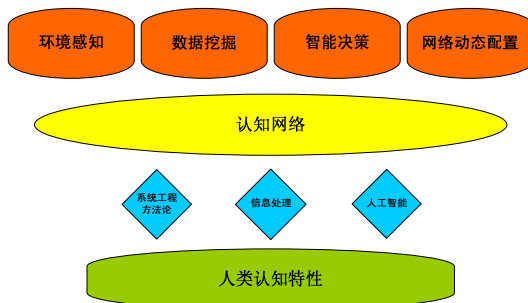 环境感知
数据挖掘
智能决策
网络动态配置
认知网络
系统工程
方法论
信息处理
人工智能
人类认知特性